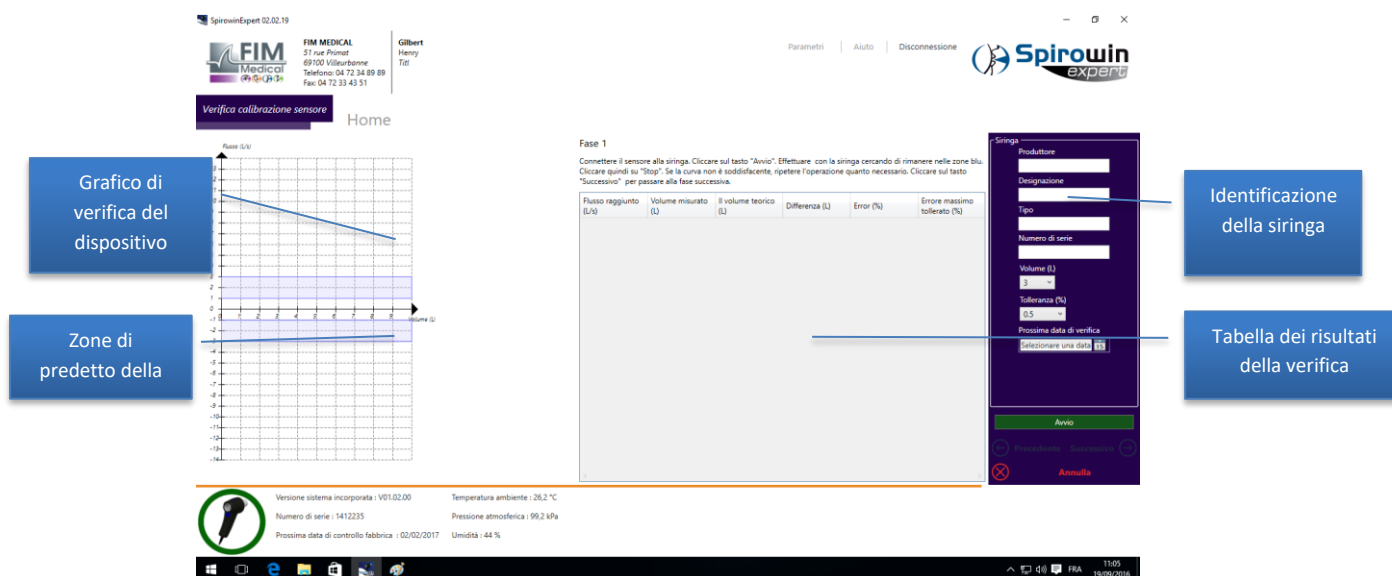 SpirowinExpert 02.02.19
FIM
Medical
FIM MEDICAL
51 rue Primat
69100 Villeurbanne
Telefono: 04 72 34 89 89
Fax: 04 72 33 43 51
Gilbert
Henry
Titl
Parametri
Aiuto
Disconnessione
Spirowin
expert
Verifica calibrazione sensore
Home
Flusso (L/s)
Volume (L)
Grafico di
verifica del
dispositivo
Zone di
predetto della
Fase 1
Connettere il sensore alla siringa. Cliccare sul tasto "Avvio". Effettuare con la siringa cercando di rimanere nelle zone blu.
Cliccare quindi su "Stop". Se la curva non è soddisfacente, ripetere l'operazione quanto necessario. Cliccare sul tasto
"Successivo" per passare alla fase successiva.
Flusso raggiunto (L/s)
Volume misurato (L)
Il volume teorico (L)
Differenza (L)
Error (%)
Errore massimo tollerato (%)
Siringa
Produttore
Designazione
Tipo
Numero di serie
Volume (L)
3
Tolleranza (%)
0.5
Prossima data di verifica
Selezionare una data
15
Avvio
Precedente
Successivo
Annulla
Identificazione
della siringa
Tabella dei risultati
della verifica
Versione sistema incorporata : V01.02.00
Numero di serie : 1412235
Prossima data di controllo fabbrica : 02/02/2017
Temperatura ambiente : 26,2 °C
Pressione atmosferica : 99,2 kPa
Umidità : 44 %
FRA
11:05
19/09/2016